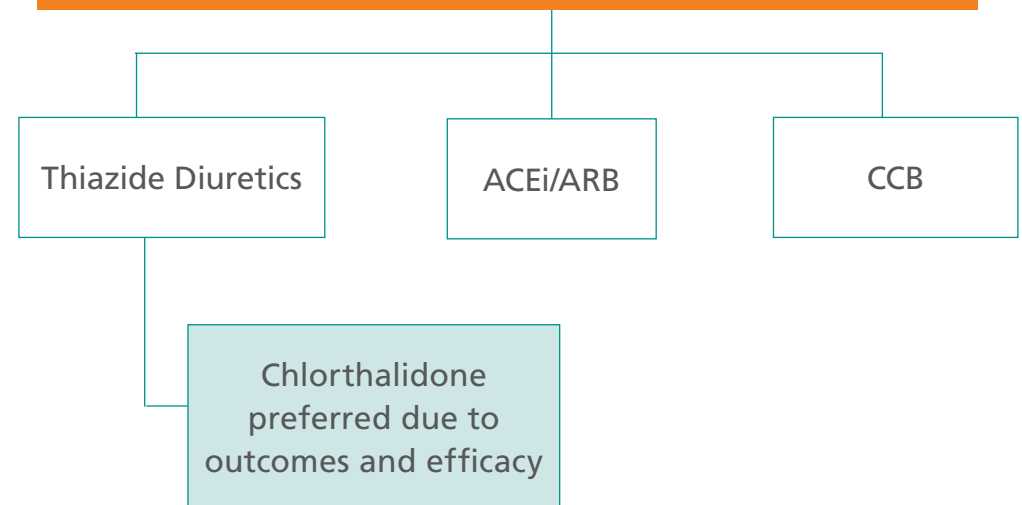 Thiazide Diuretics
ACEi/ARB
CCB
Chlorthalidone
preferred due to
outcomes and efficacy